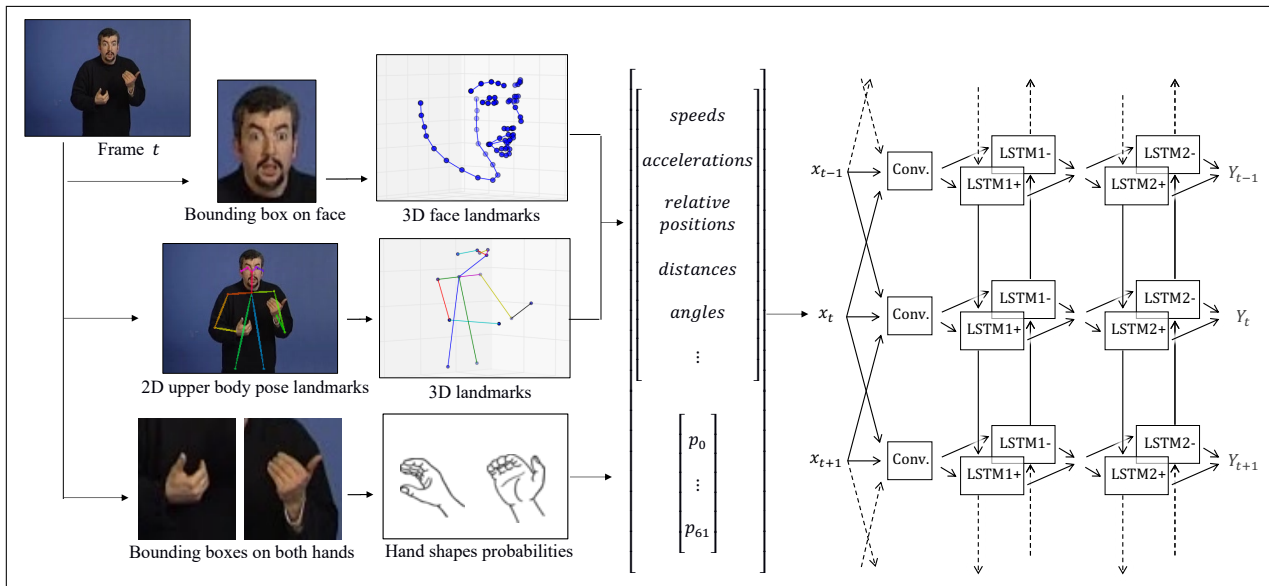 Frame t
Bounding box on face
3D face landmarks
2D upper body pose landmarks
3D landmarks
Bounding boxes on both hands
Hand shapes probabilities
speeds
accelerations
relative
positions
distances
angles
...
p₀
...
p₆₁
xₜ₋₁
Conv.
LSTM1-
LSTM1+
LSTM2-
LSTM2+
Yₜ₋₁
xₜ
Conv.
LSTM1-
LSTM1+
LSTM2-
LSTM2+
Yₜ
xₜ₊₁
Conv.
LSTM1-
LSTM1+
LSTM2-
LSTM2+
Yₜ₊₁